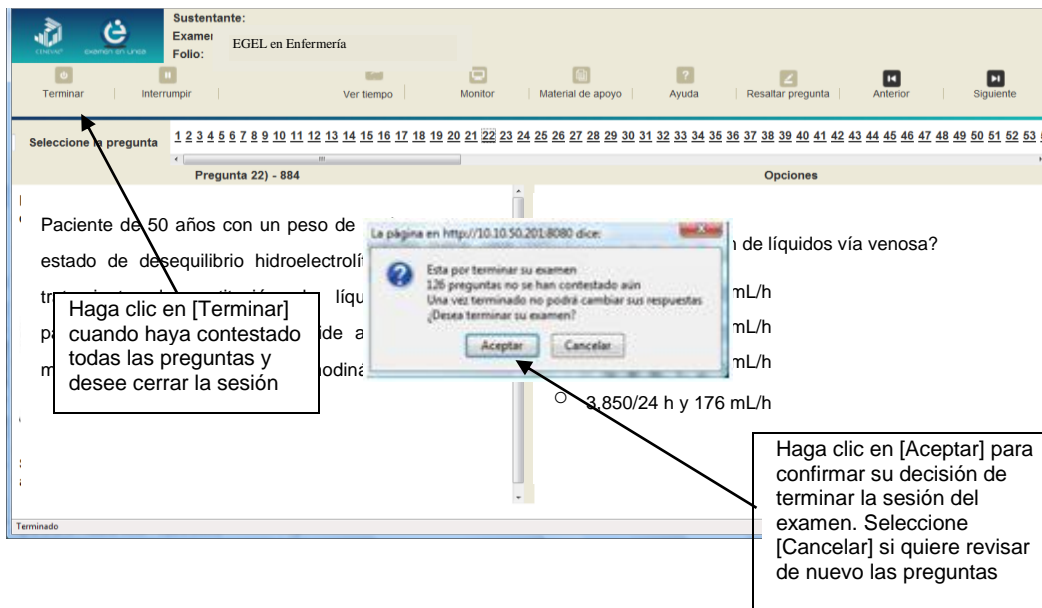 Sustentante:
Examen
Folio:
EGEL en Enfermería
CENEVAL
examen en línea
Terminar
Interrumpir
Ver tiempo
Monitor
Material de apoyo
Ayuda
Resaltar pregunta
Anterior
Siguiente
Seleccione la pregunta
1 2 3 4 5 6 7 8 9 10 11 12 13 14 15 16 17 18 19 20 21 22 23 24 25 26 27 28 29 30 31 32 33 34 35 36 37 38 39 40 41 42 43 44 45 46 47 48 49 50 51 52 53
Pregunta 22) - 884
Opciones
Paciente de 50 años con un peso de
estado de desequilibrio
Haga clic en [Terminar]
cuando haya contestado
todas las preguntas y
desee cerrar la sesión
La página en http://10.10.50.201:8080 dice:
Esta por terminar su examen
126 preguntas no se han contestado aún
Una vez terminado no podrá cambiar sus respuestas
¿Desea terminar su examen?
Aceptar
Cancelar
de líquidos vía venosa?
mL/h
mL/h
mL/h
3,850/24 h y 176 mL/h
Haga clic en [Aceptar] para
confirmar su decisión de
terminar la sesión del
examen. Seleccione
[Cancelar] si quiere revisar
de nuevo las preguntas
Terminado